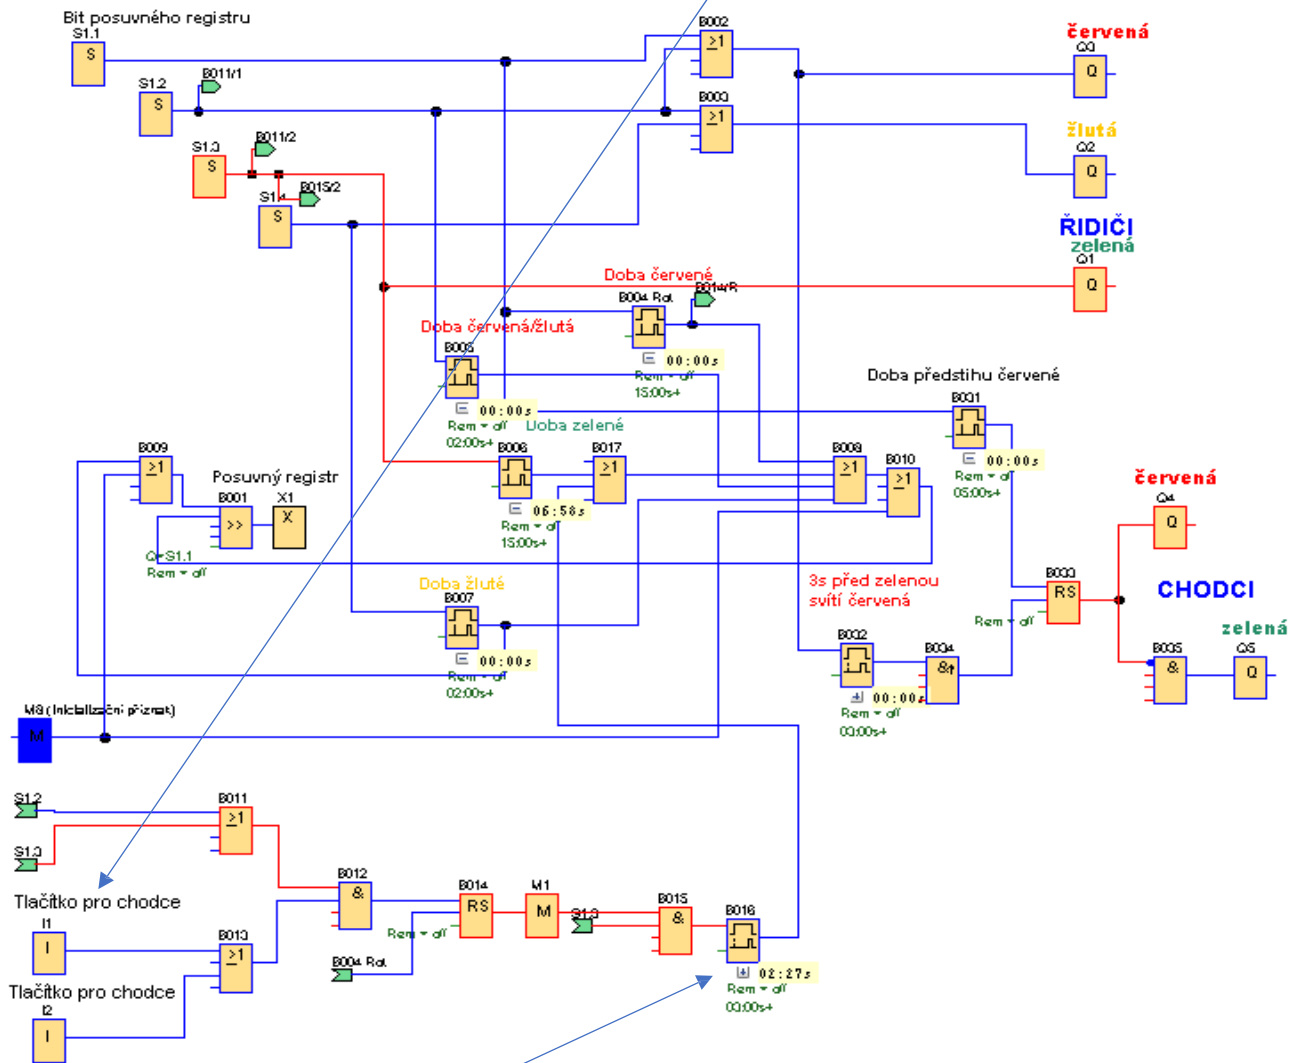 Bit posuvného registru
S1.1
B002
≥1
červená
Q3
Q
S
S1.2
B011/1
S
B003
≥1
žlutá
Q2
Q
S1.3
B011/2
S
B015/2
S
ŘIDIČI
zelená
Q1
Q
Doba červené
B004 Rot
B014/R
Doba červená/žlutá
B005
00:00s
Rem = off
15:00s+
Doba předstihu červené
B031
00:00s
Rem = off
02:00s+
Doba zelené
B009
≥1
B006
B017
≥1
B008
≥1
B010
≥1
00:00s
Rem = off
05:00s+
Posuvný registr
B001
>>
X1
X
06:58s
15:00s+
červená
Q4
Q
Q=S1.1
Rem = off
Doba žluté
B007
3s před zelenou
svítí červená
B033
RS
Rem = off
CHODCI
zelená
B032
B034
&↑
B035
&
Q5
Q
00:00s
Rem = off
02:00s+
00:00s
Rem = off
03:00s+
M8(Inicializační příznak)
M
S1.2
B011
≥1
S1.3
B012
&
B014
RS
M1
M
B015
&
B016
S1.3
Rem = off
Tlačítko pro chodce
I1
I
B013
≥1
B004 Rot
02:27s
Rem = off
03:00s+
Tlačítko pro chodce
I2
I